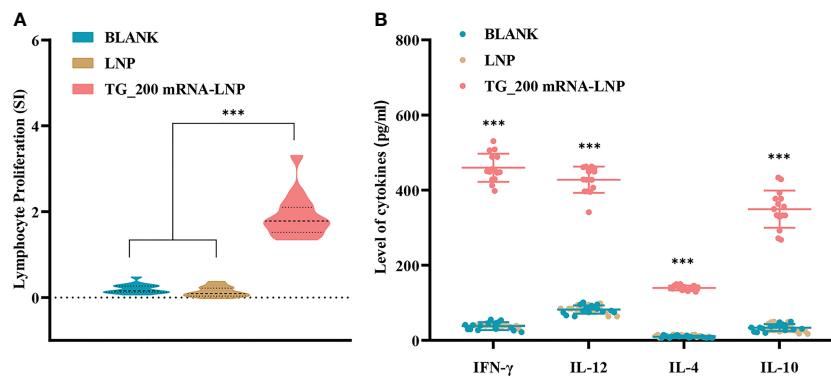 A
Lymphocyte Proliferation (SI)
6
4
2
0
BLANK
LNP
TG_200 mRNA-LNP
***
B
Level of cytokines (pg/ml)
800
600
400
200
0
BLANK
LNP
TG_200 mRNA-LNP
***
***
***
***
IFN-γ
IL-12
IL-4
IL-10